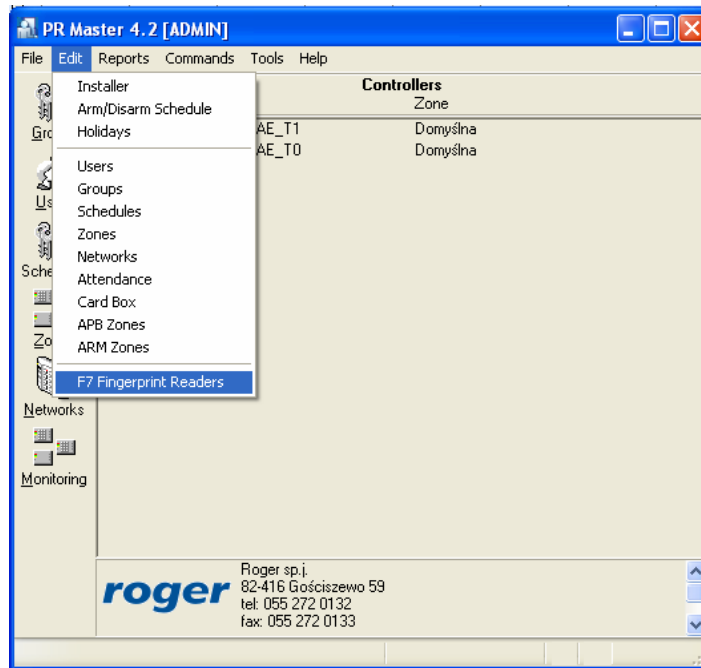 PR Master 4.2 [ADMIN]
File Edit Reports Commands Tools Help
Installer
Arm/Disarm Schedule
Holidays
Users
Groups
Schedules
Zones
Networks
Attendance
Card Box
APB Zones
ARM Zones
F7 Fingerprint Readers
Gro
Us
Sche
Zo
Networks
Monitoring
Controllers
Zone
AE_T1 Domyślna
AE_T0 Domyślna
roger
Roger sp.j.
82-416 Gościszewo 59
tel: 055 272 0132
fax: 055 272 0133